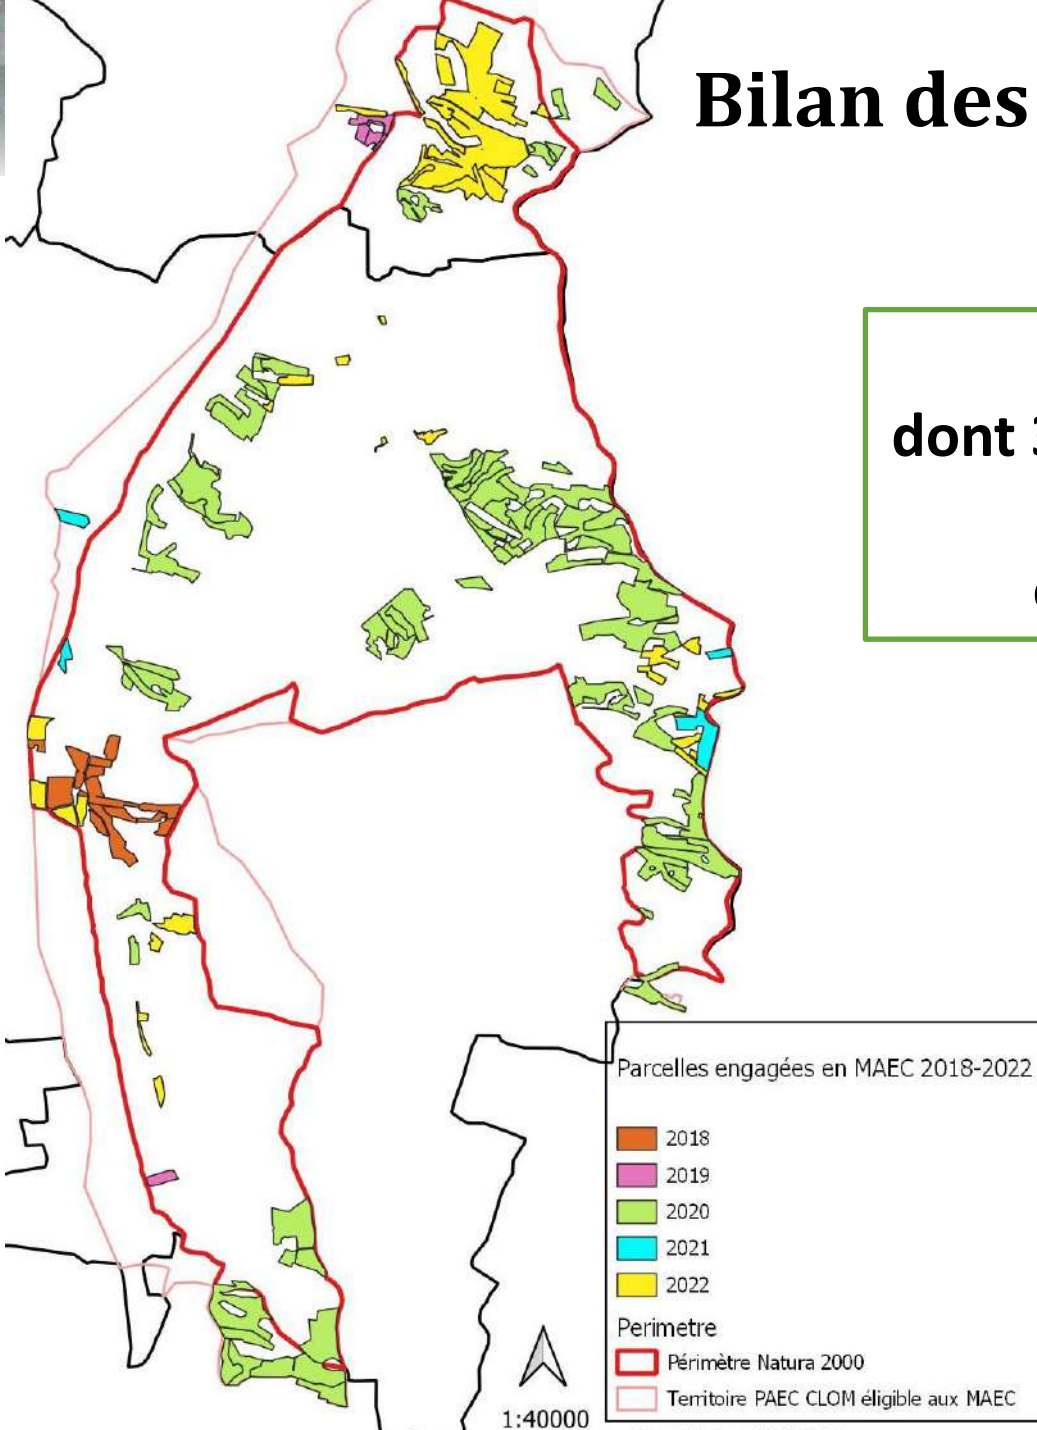 Bilan des
dont
Parcelles engagées en MAEC 2018-2022
2018
2019
2020
2021
2022
Perimetre
Périmètre Natura 2000
Territoire PAEC CLOM éligible aux MAEC
1:40000